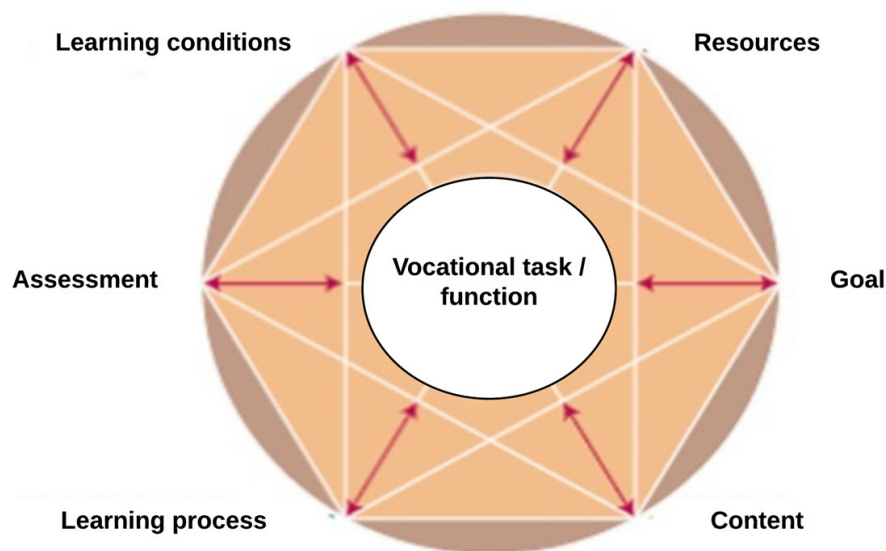 Learning conditions
Resources
Assessment
Vocational task /
function
Goal
Learning process
Content